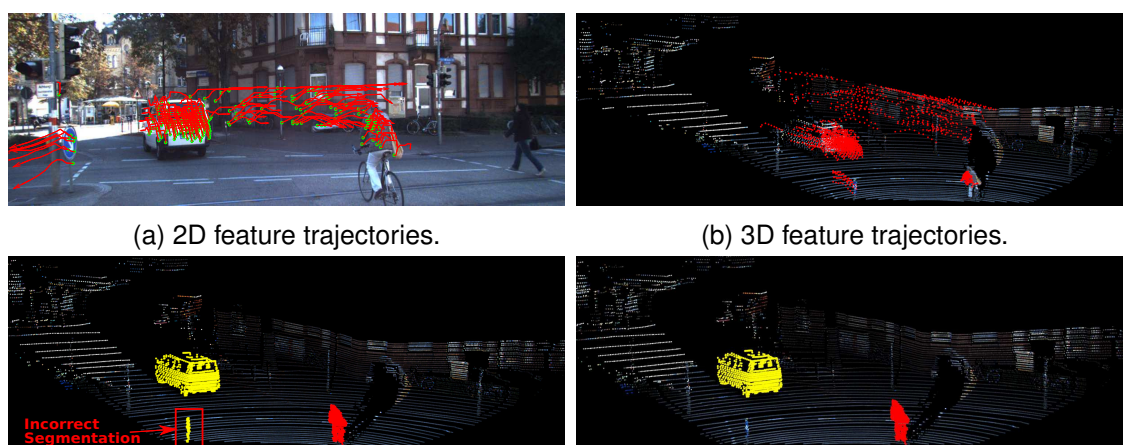 (a) 2D feature trajectories.
(b) 3D feature trajectories.
Incorrect
Segmentation